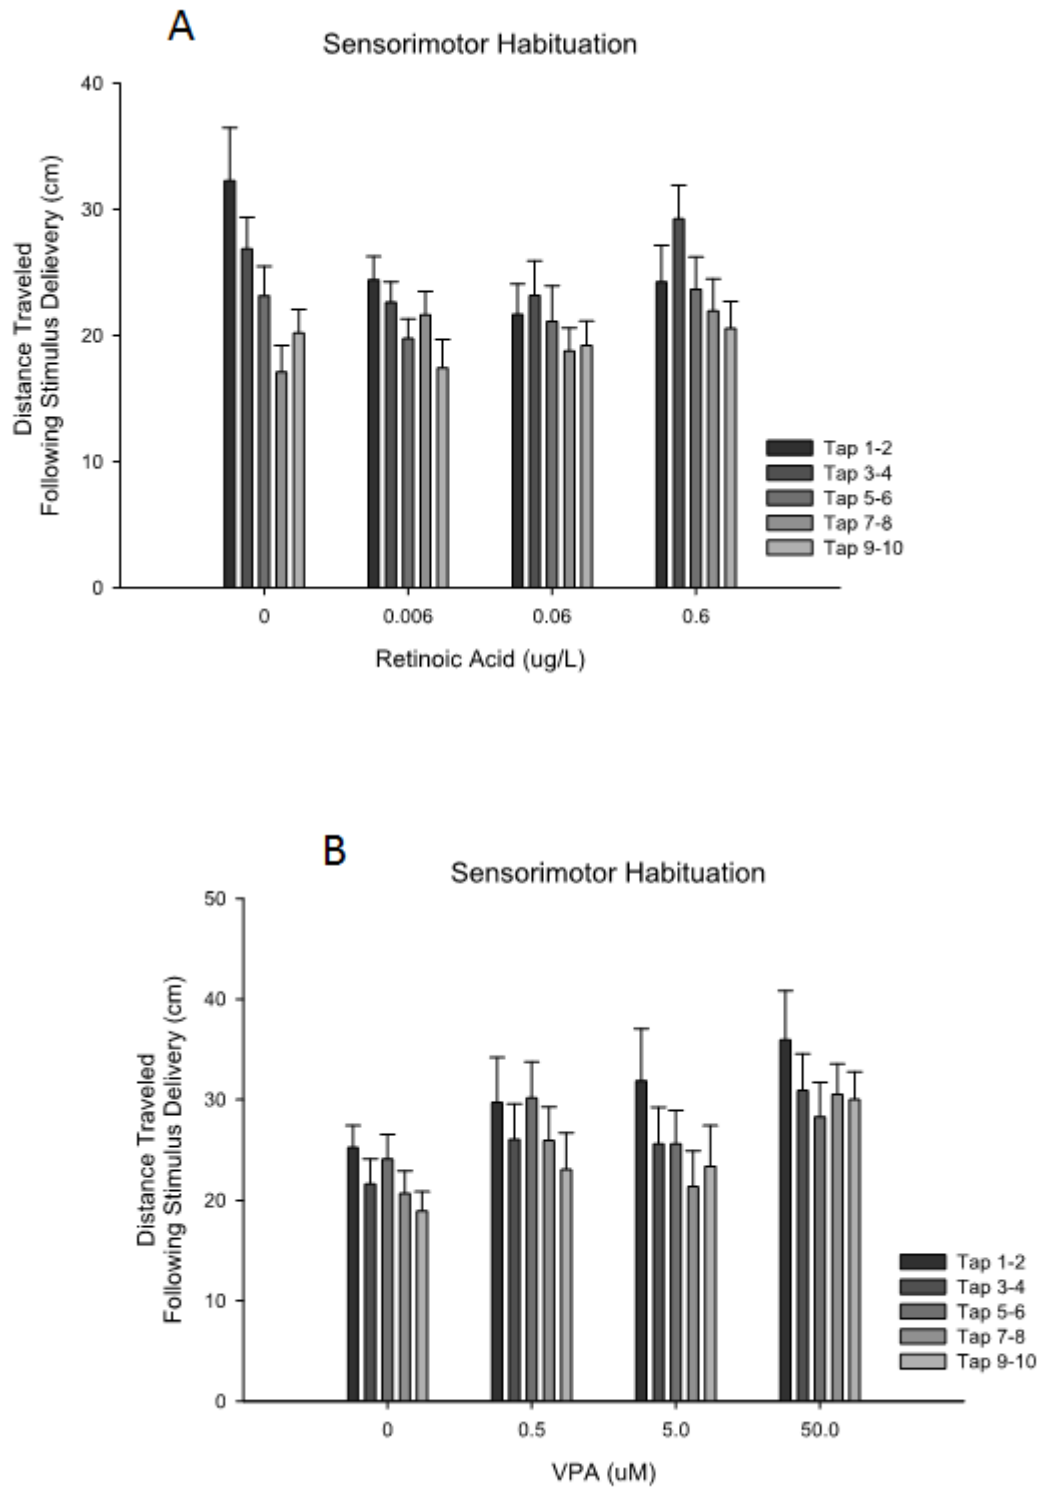 A
Sensorimotor Habituation
40
30
20
10
0
Distance Traveled
Following Stimulus Delievery (cm)
Tap 1-2
Tap 3-4
Tap 5-6
Tap 7-8
Tap 9-10
0 0.006 0.06 0.6
Retinoic Acid (ug/L)
B
Sensorimotor Habituation
50
40
30
20
10
0
Distance Traveled
Following Stimulus Delivery (cm)
Tap 1-2
Tap 3-4
Tap 5-6
Tap 7-8
Tap 9-10
0 0.5 5.0 50.0
VPA (uM)